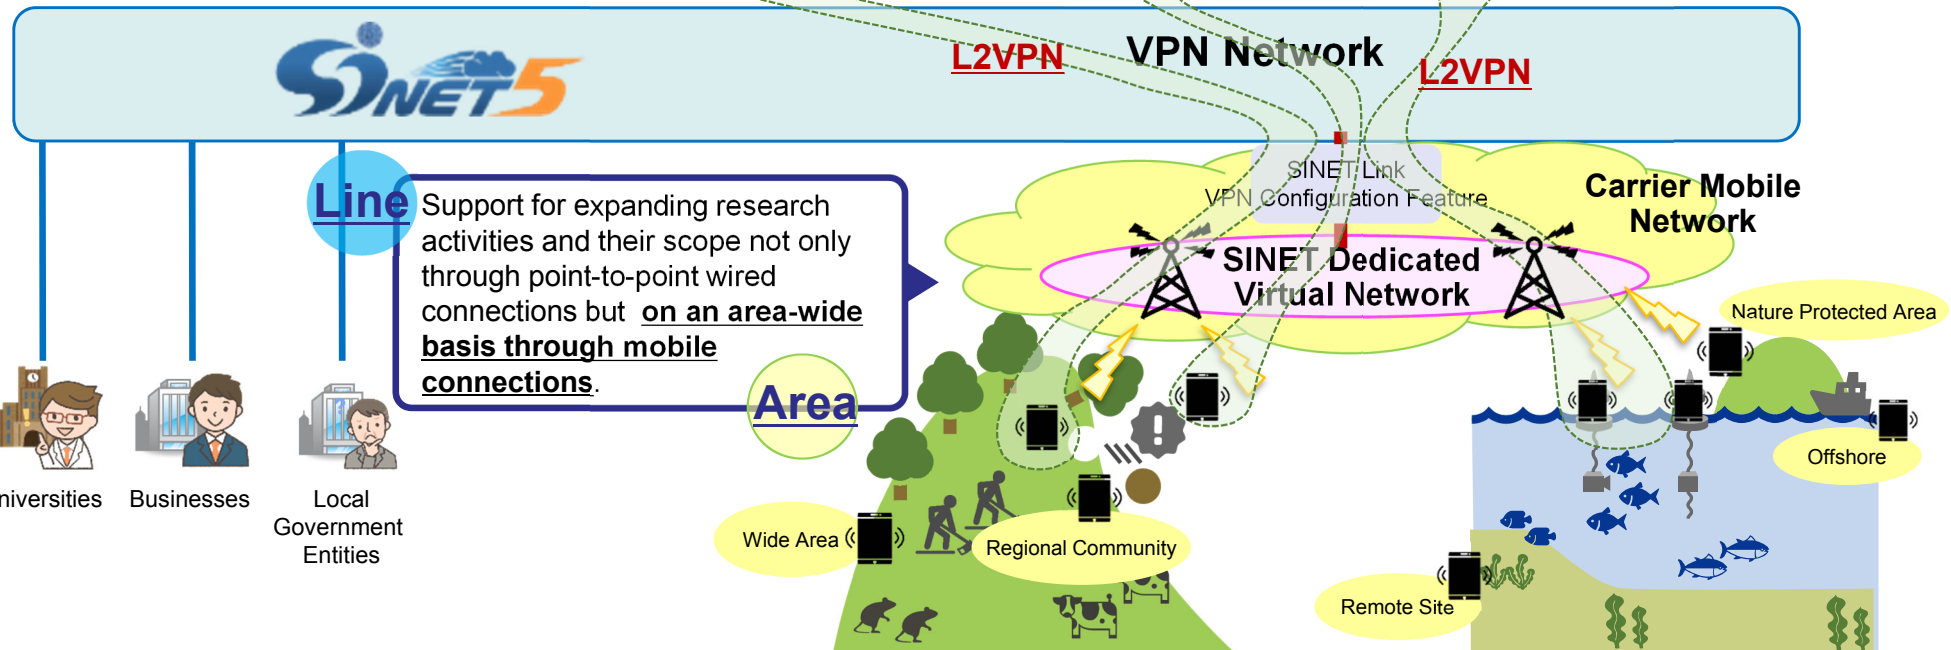 SINET5
L2VPN
VPN Network
L2VPN
SINET Link
VPN Configuration Feature
Carrier Mobile
Network
SINET Dedicated
Virtual Network
Line
Support for expanding research
activities and their scope not only
through point-to-point wired
connections but on an area-wide
basis through mobile
connections.
Area
Nature Protected Area
Offshore
niversities
Businesses
Local
Government
Entities
Wide Area
Regional Community
Remote Site